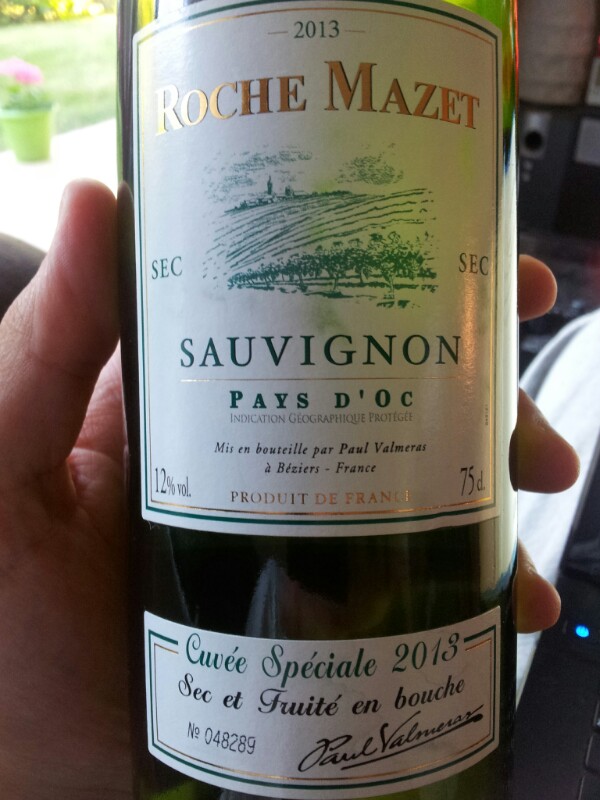 2013
ROCHE MAZET
SEC SEC
SAUVIGNON
PAYS D'OC
INDICATION GÉOGRAPHIQUE PROTÉGÉE
Mis en bouteille par Paul Valmeras
à Béziers - France
12% vol. 75 cl.
PRODUIT DE FRANCE
Cuvée Spéciale 2013
Sec et Fruité en bouche
№ 048289
Paul Valmeras